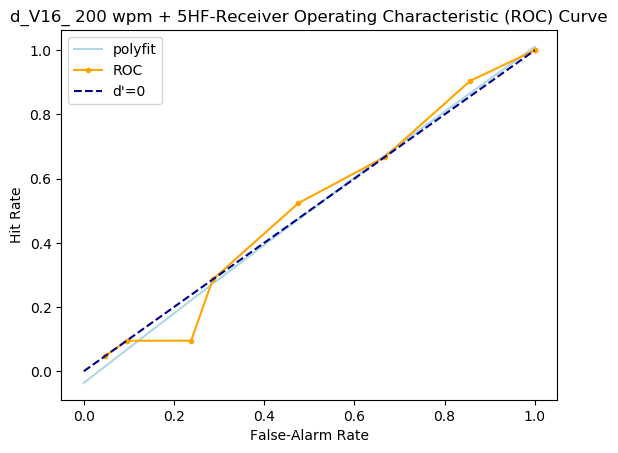 d_V16_ 200 wpm + 5HF-Receiver Operating Characteristic (ROC) Curve
polyfit
ROC
d'=0
1.0
0.8
0.6
0.4
0.2
0.0
Hit Rate
0.0 0.2 0.4 0.6 0.8 1.0
False-Alarm Rate